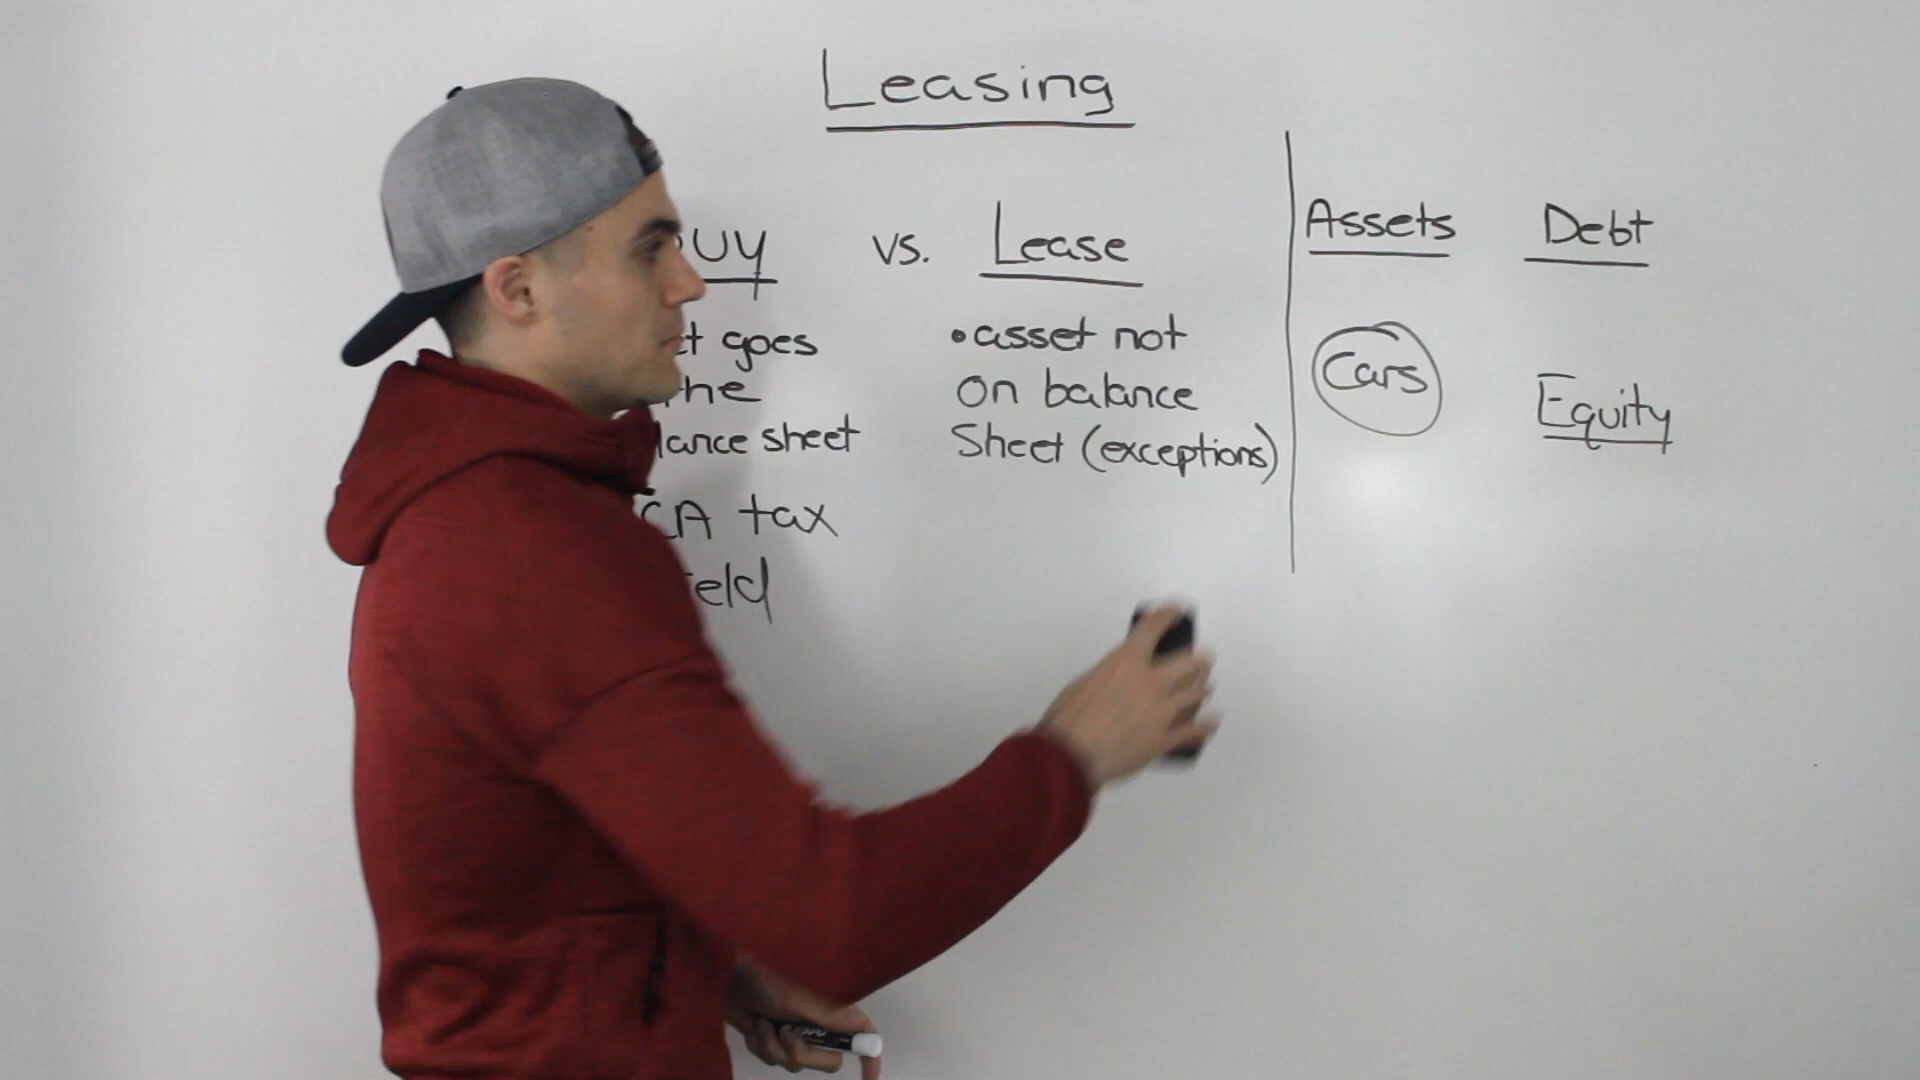 Leasing
UY vs. Lease
t goes
he
lance sheet
CA tax
eld
•asset not
on balance
Sheet (exceptions)
Assets Debt
Cars
Equity